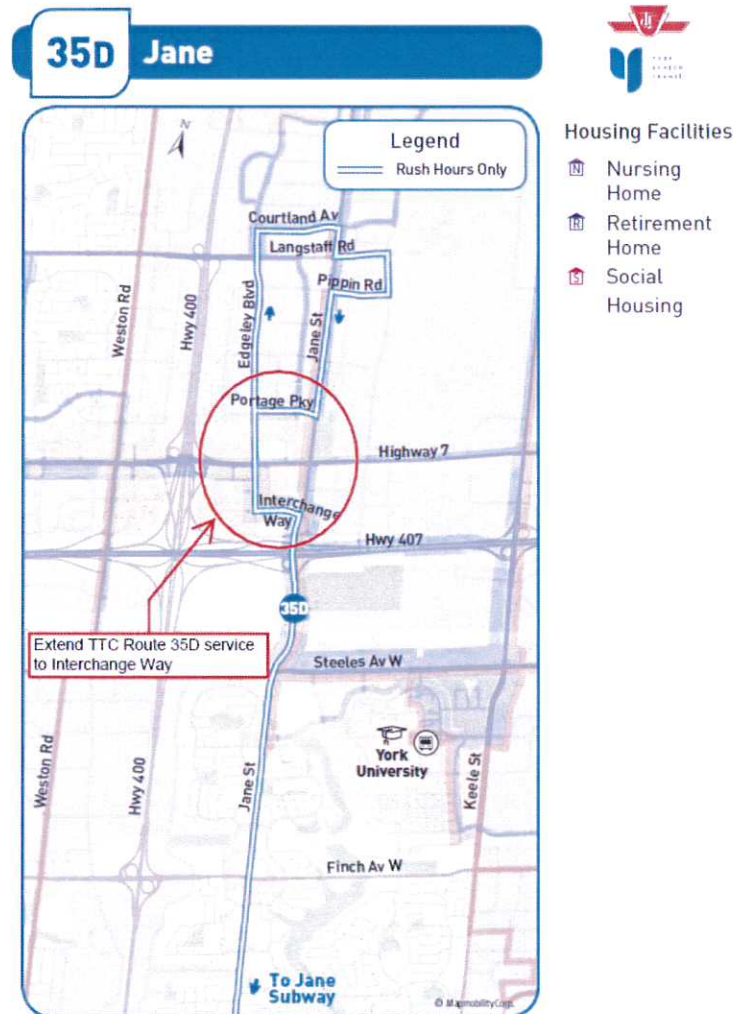 35D Jane
TTC
Housing Facilities
N Nursing
Home
R Retirement
Home
S Social
Housing
N
Legend
Rush Hours Only
Courtland Av
Langstaff Rd
Pippin Rd
Weston Rd
Hwy 400
Edgeley Blvd
Jane St
Portage Pky
Highway 7
Interchange
Way
Hwy 407
35D
Extend TTC Route 35D service
to Interchange Way
Steeles Av W
York
University
Weston Rd
Hwy 400
Jane St
Keele St
Finch Av W
To Jane
Subway
© MapmobilityCorp.